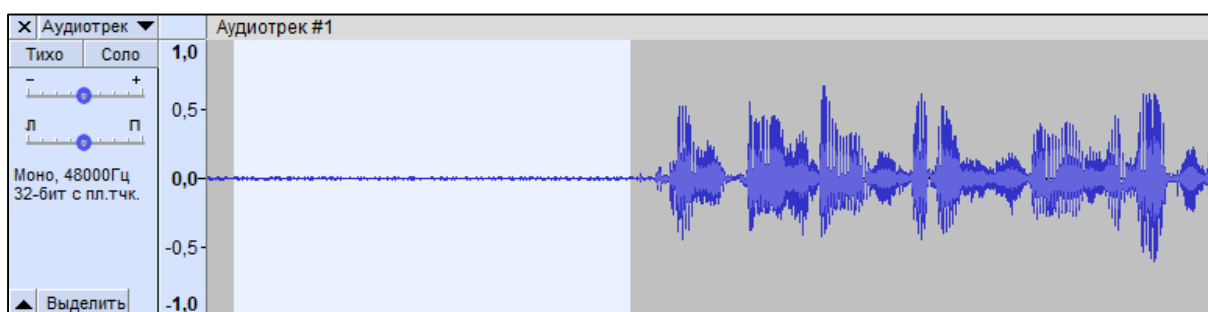 × Аудиотрек ▼
Аудиотрек #1
Тихо Соло
1,0
- +
0,5
Л П
Моно, 48000Гц
0,0
32-бит с пл.тчк.
-0,5
▲ Выделить
-1,0